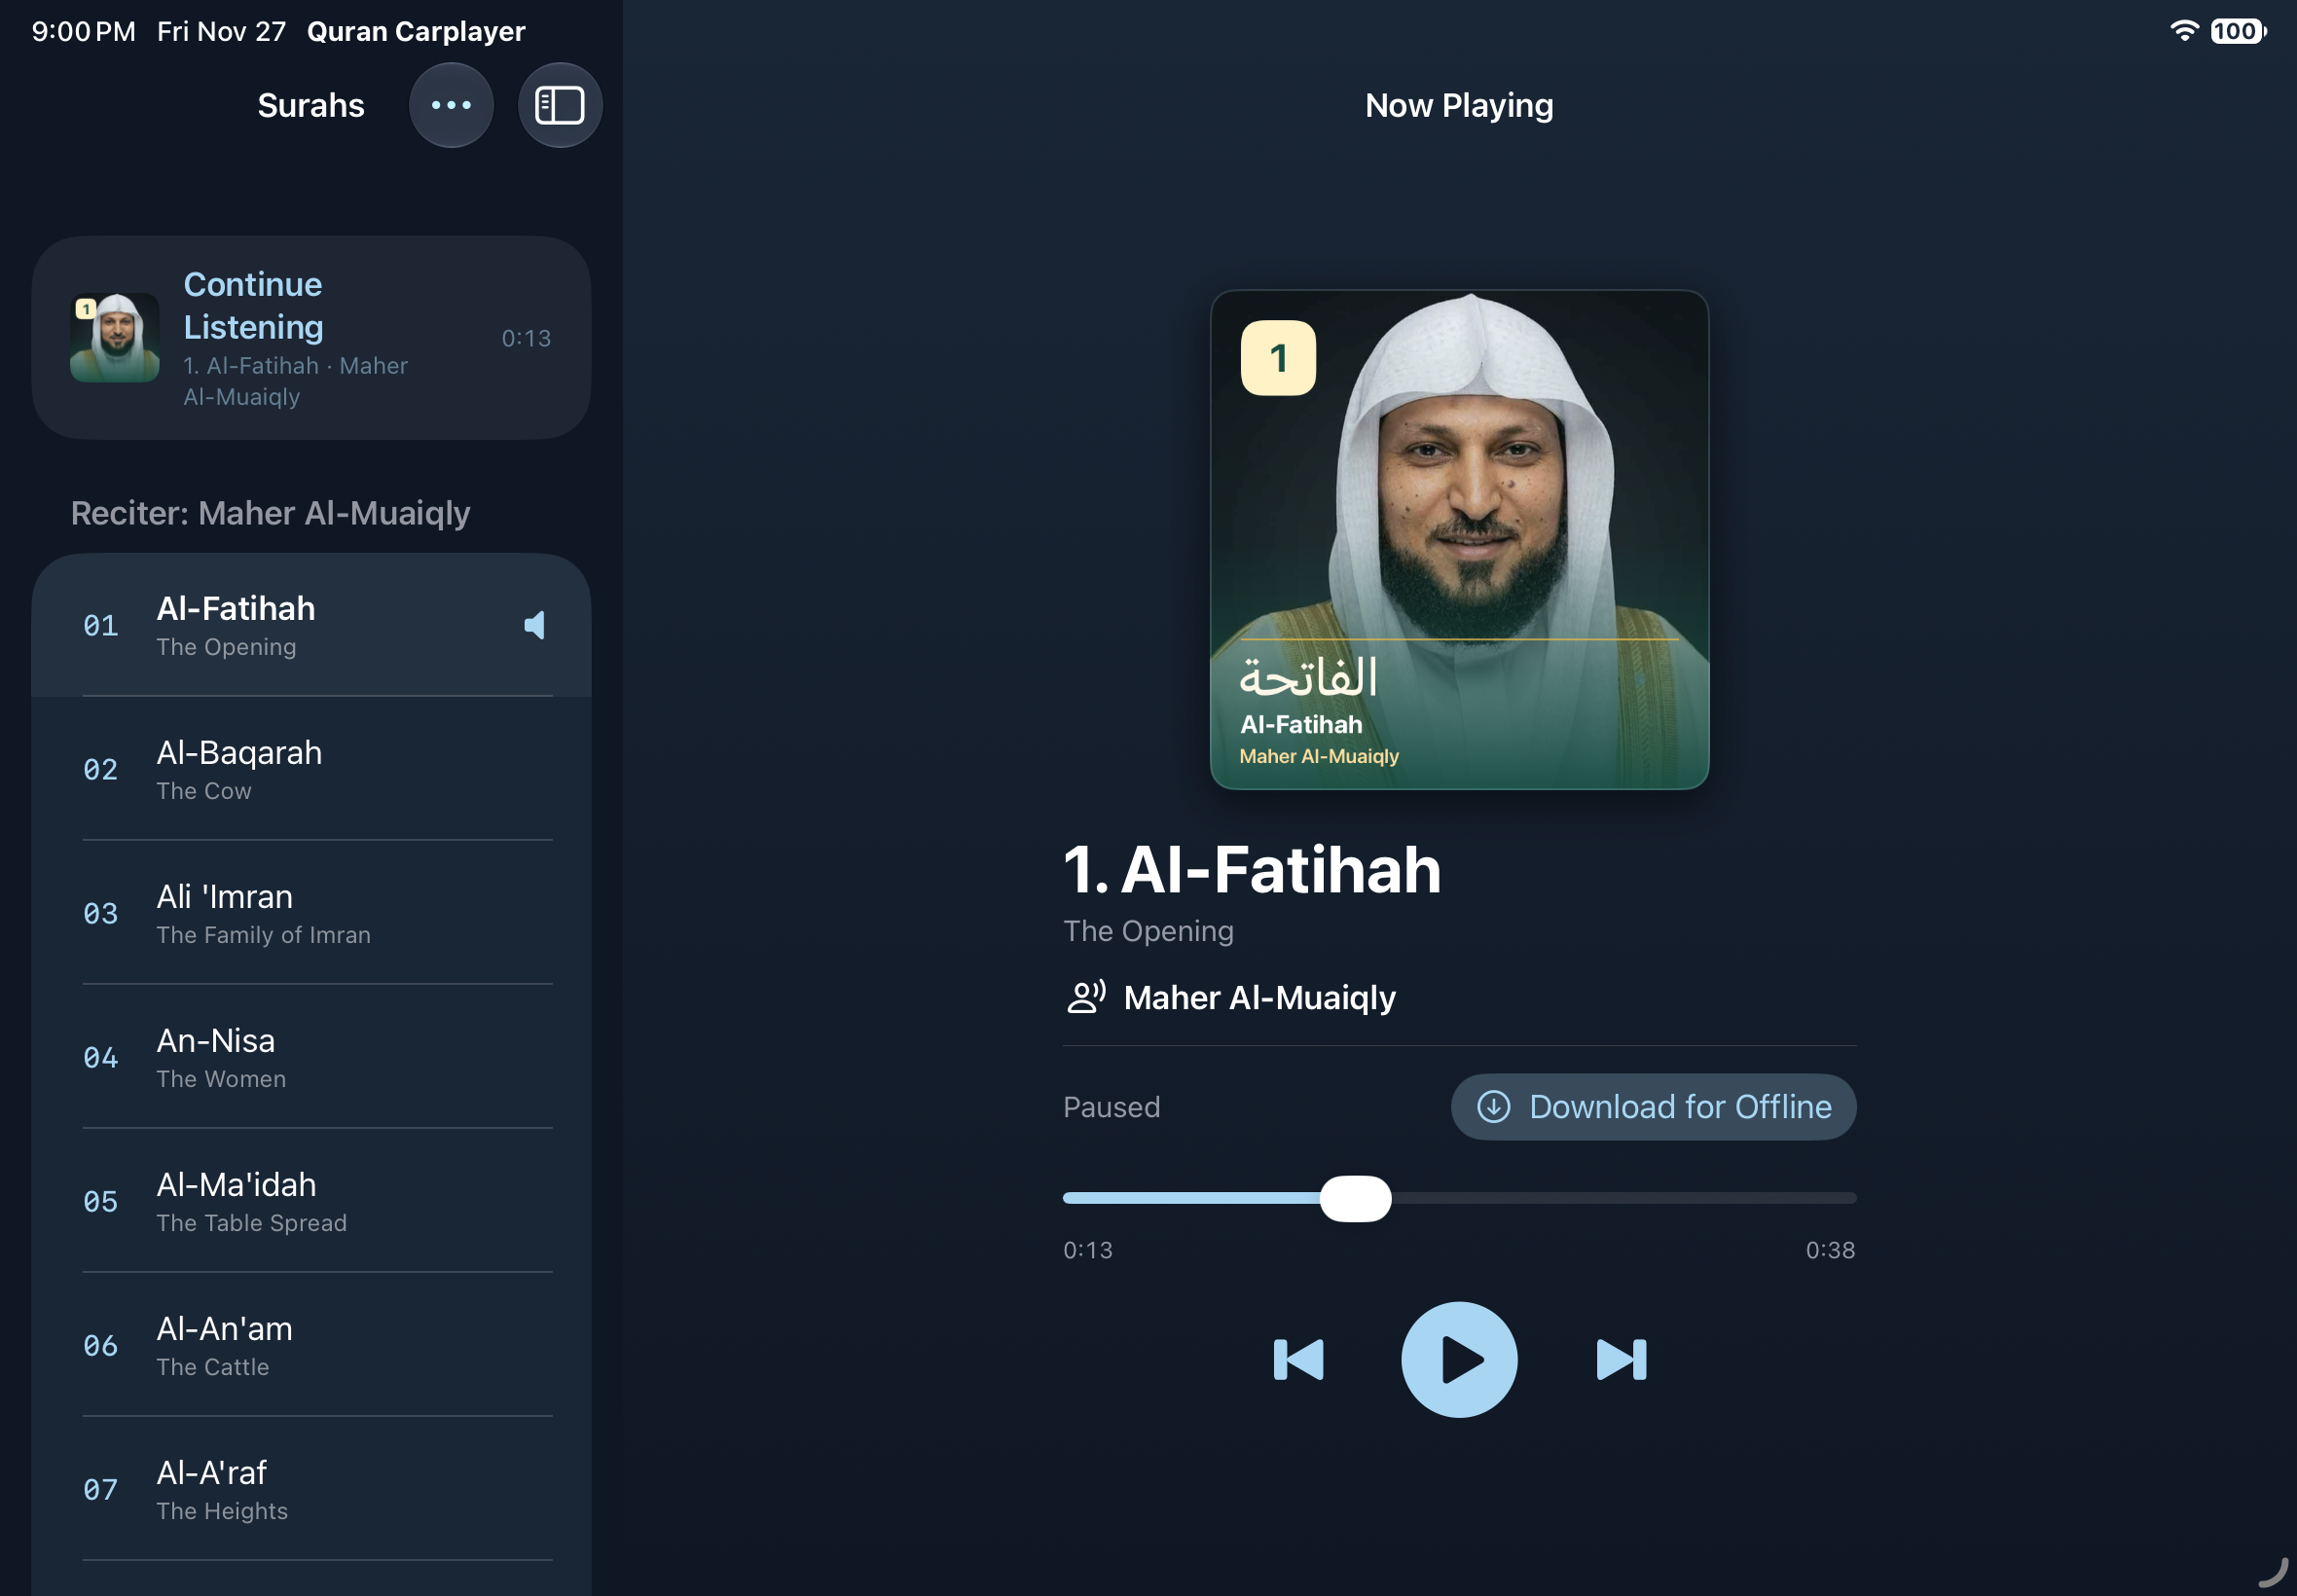 9:00 PM Fri Nov 27 Quran Carplayer
100
Surahs
Continue
Listening
1. Al-Fatihah · Maher
Al-Muaiqly
0:13
1
Reciter: Maher Al-Muaiqly
01
Al-Fatihah
The Opening
02
Al-Baqarah
The Cow
03
Ali 'Imran
The Family of Imran
04
An-Nisa
The Women
05
Al-Ma'idah
The Table Spread
06
Al-An'am
The Cattle
07
Al-A'raf
The Heights
Now Playing
1
الفاتحة
Al-Fatihah
Maher Al-Muaiqly
1. Al-Fatihah
The Opening
Maher Al-Muaiqly
Paused
Download for Offline
0:13
0:38